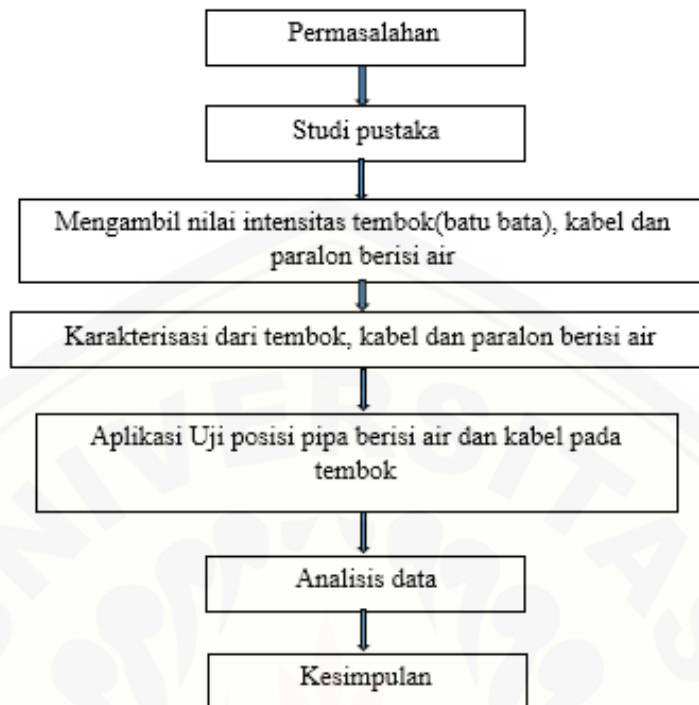 Permasalahan
Studi pustaka
Mengambil nilai intensitas tembok(batu bata), kabel dan
paralon berisi air
Karakterisasi dari tembok, kabel dan paralon berisi air
Aplikasi Uji posisi pipa berisi air dan kabel pada
tembok
Analisis data
Kesimpulan
UNIVERSITAS